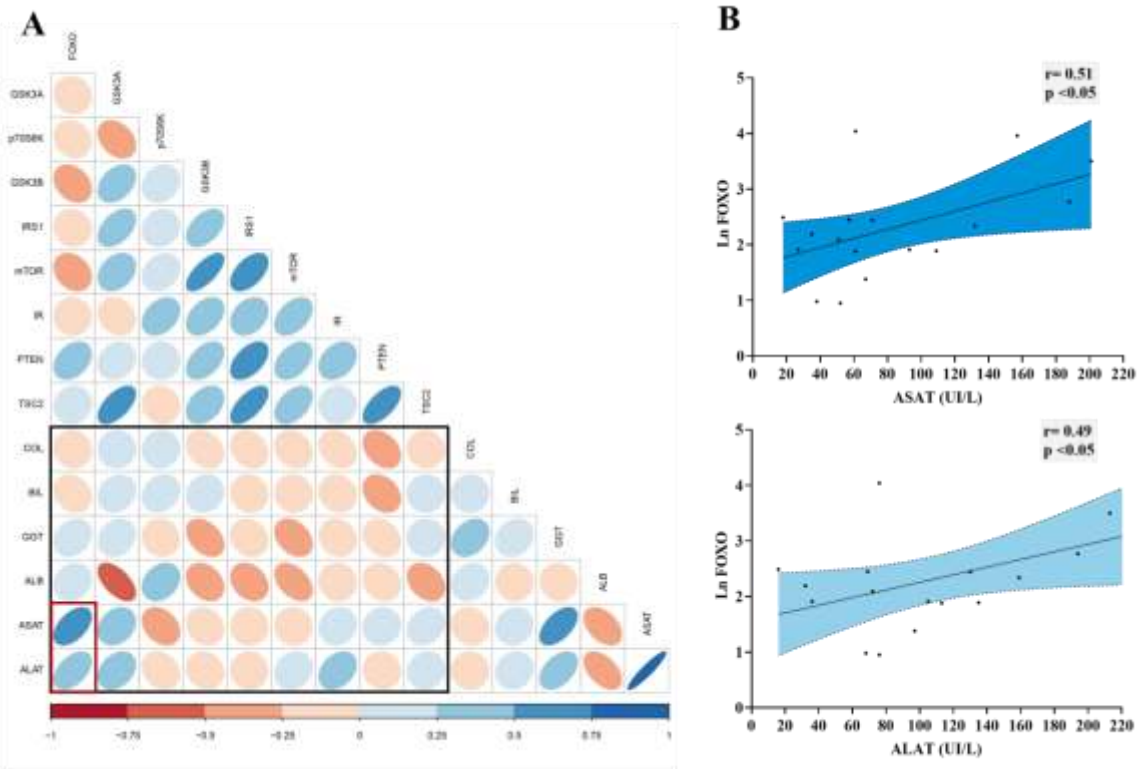 A
FOXO
GSK3A
GSK3A
p70S6K
p70S6K
GSK3B
GSK3B
IRS1
IRS1
mTOR
mTOR
IR
IR
PTEN
PTEN
TSC2
TSC2
COL
COL
BIL
BIL
GGT
GGT
ALB
ALB
ASAT
ASAT
ALAT
-1 -0.75 -0.5 -0.25 0 0.25 0.5 0.75 1
B
r= 0.51
p <0.05
Ln FOXO
5
4
3
2
1
0
20 40 60 80 100 120 140 160 180 200 220
ASAT (UI/L)
r= 0.49
p <0.05
Ln FOXO
5
4
3
2
1
0
20 40 60 80 100 120 140 160 180 200 220
ALAT (UI/L)